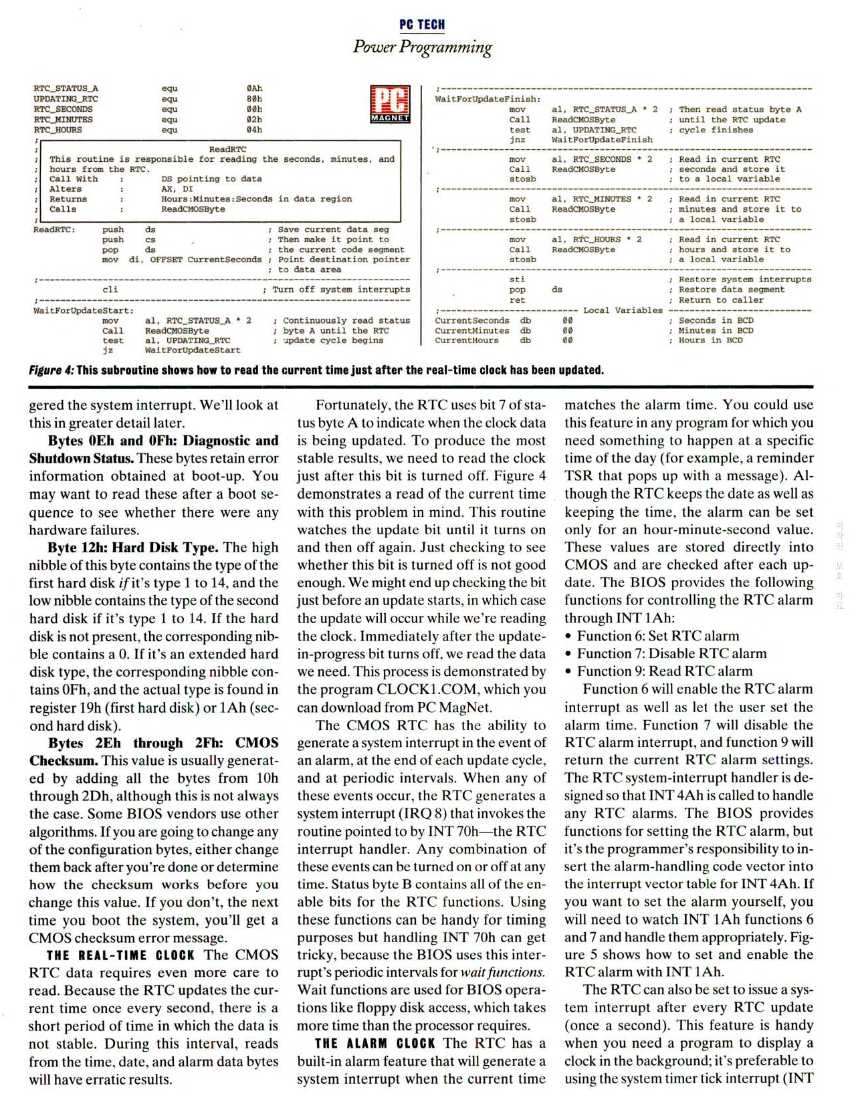 PC TECH
Power Programming
RTC_STATUS_A equ 0Ah
UPDATING_RTC equ 80h
RTC_SECONDS equ 00h
RTC_MINUTES equ 02h
RTC_HOURS equ 04h
PC
MAGNET
;
; ReadRTC
; This routine is responsible for reading the seconds, minutes, and
; hours from the RTC.
; Call With : DS pointing to data
; Alters : AX, DI
; Returns : Hours:Minutes:Seconds in data region
; Calls : ReadCMOSByte
;
ReadRTC: push ds ; Save current data seg
push cs ; Then make it point to
pop ds ; the current code segment
mov di, OFFSET CurrentSeconds ; Point destination pointer
; to data area
;--------------------------------------------------------------
cli ; Turn off system interrupts
;--------------------------------------------------------------
WaitForUpdateStart:
mov al, RTC_STATUS_A * 2 ; Continuously read status
Call ReadCMOSByte ; byte A until the RTC
test al, UPDATING_RTC ; update cycle begins
jz WaitForUpdateStart
;--------------------------------------------------------------
WaitForUpdateFinish:
mov al, RTC_STATUS_A * 2 ; Then read status byte A
Call ReadCMOSByte ; until the RTC update
test al, UPDATING_RTC ; cycle finishes
jnz WaitForUpdateFinish
;--------------------------------------------------------------
mov al, RTC_SECONDS * 2 ; Read in current RTC
Call ReadCMOSByte ; seconds and store it
stosb ; to a local variable
;--------------------------------------------------------------
mov al, RTC_MINUTES * 2 ; Read in current RTC
Call ReadCMOSByte ; minutes and store it to
stosb ; a local variable
;--------------------------------------------------------------
mov al, RTC_HOURS * 2 ; Read in current RTC
Call ReadCMOSByte ; hours and store it to
stosb ; a local variable
;--------------------------------------------------------------
sti ; Restore system interrupts
pop ds ; Restore data segment
ret ; Return to caller
;------------------------ Local Variables ------------------------
CurrentSeconds db 00 ; Seconds in BCD
CurrentMinutes db 00 ; Minutes in BCD
CurrentHours db 00 ; Hours in BCD
Figure 4: This subroutine shows how to read the current time just after the real-time clock has been updated.
gered the system interrupt. We'll look at
this in greater detail later.
Bytes 0Eh and 0Fh: Diagnostic and
Shutdown Status. These bytes retain error
information obtained at boot-up. You
may want to read these after a boot se-
quence to see whether there were any
hardware failures.
Byte 12h: Hard Disk Type. The high
nibble of this byte contains the type of the
first hard disk if it's type 1 to 14, and the
low nibble contains the type of the second
hard disk if it's type 1 to 14. If the hard
disk is not present, the corresponding nib-
ble contains a 0. If it's an extended hard
disk type, the corresponding nibble con-
tains 0Fh, and the actual type is found in
register 19h (first hard disk) or 1Ah (sec-
ond hard disk).
Bytes 2Eh through 2Fh: CMOS
Checksum. This value is usually generat-
ed by adding all the bytes from 10h
through 2Dh, although this is not always
the case. Some BIOS vendors use other
algorithms. If you are going to change any
of the configuration bytes, either change
them back after you're done or determine
how the checksum works before you
change this value. If you don't, the next
time you boot the system, you'll get a
CMOS checksum error message.
THE REAL-TIME CLOCK The CMOS
RTC data requires even more care to
read. Because the RTC updates the cur-
rent time once every second, there is a
short period of time in which the data is
not stable. During this interval, reads
from the time, date, and alarm data bytes
will have erratic results.
Fortunately, the RTC uses bit 7 of sta-
tus byte A to indicate when the clock data
is being updated. To produce the most
stable results, we need to read the clock
just after this bit is turned off. Figure 4
demonstrates a read of the current time
with this problem in mind. This routine
watches the update bit until it turns on
and then off again. Just checking to see
whether this bit is turned off is not good
enough. We might end up checking the bit
just before an update starts, in which case
the update will occur while we're reading
the clock. Immediately after the update-
in-progress bit turns off, we read the data
we need. This process is demonstrated by
the program CLOCK1.COM, which you
can download from PC MagNet.
The CMOS RTC has the ability to
generate a system interrupt in the event of
an alarm, at the end of each update cycle,
and at periodic intervals. When any of
these events occur, the RTC generates a
system interrupt (IRQ 8) that invokes the
routine pointed to by INT 70h—the RTC
interrupt handler. Any combination of
these events can be turned on or off at any
time. Status byte B contains all of the en-
able bits for the RTC functions. Using
these functions can be handy for timing
purposes but handling INT 70h can get
tricky, because the BIOS uses this inter-
rupt's periodic intervals for wait functions.
Wait functions are used for BIOS opera-
tions like floppy disk access, which takes
more time than the processor requires.
THE ALARM CLOCK The RTC has a
built-in alarm feature that will generate a
system interrupt when the current time
matches the alarm time. You could use
this feature in any program for which you
need something to happen at a specific
time of the day (for example, a reminder
TSR that pops up with a message). Al-
though the RTC keeps the date as well as
keeping the time, the alarm can be set
only for an hour-minute-second value.
These values are stored directly into
CMOS and are checked after each up-
date. The BIOS provides the following
functions for controlling the RTC alarm
through INT 1Ah:
• Function 6: Set RTC alarm
• Function 7: Disable RTC alarm
• Function 9: Read RTC alarm
Function 6 will enable the RTC alarm
interrupt as well as let the user set the
alarm time. Function 7 will disable the
RTC alarm interrupt, and function 9 will
return the current RTC alarm settings.
The RTC system-interrupt handler is de-
signed so that INT 4Ah is called to handle
any RTC alarms. The BIOS provides
functions for setting the RTC alarm, but
it's the programmer's responsibility to in-
sert the alarm-handling code vector into
the interrupt vector table for INT 4Ah. If
you want to set the alarm yourself, you
will need to watch INT 1Ah functions 6
and 7 and handle them appropriately. Fig-
ure 5 shows how to set and enable the
RTC alarm with INT 1Ah.
The RTC can also be set to issue a sys-
tem interrupt after every RTC update
(once a second). This feature is handy
when you need a program to display a
clock in the background; it's preferable to
using the system timer tick interrupt (INT